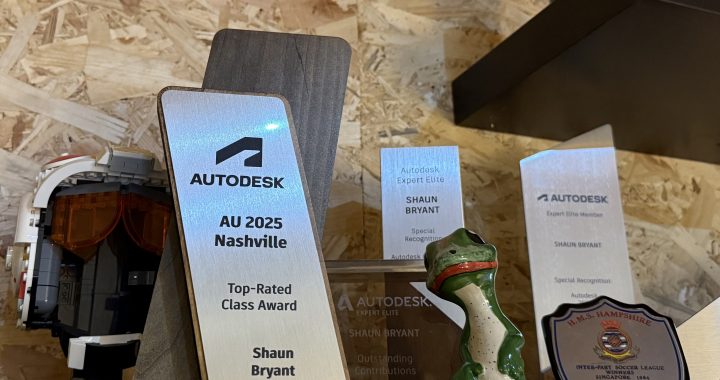 AUTODESK
AU 2025
Nashville
Top-Rated
Class Award
Shaun
Bryant
Autodesk
Expert Elite
SHAUN
BRYANT
Special
Recognition
AUTODESK
Expert Elite Member
SHAUN BRYANT
Special Recognition
Autodesk
AUTODESK
EXPERT ELITE
SHAUN BRYANT
Outstanding
Contributions
H.M.S. HAMPSHIRE
INTER-PART SOCCER LEAGUE
WINNERS